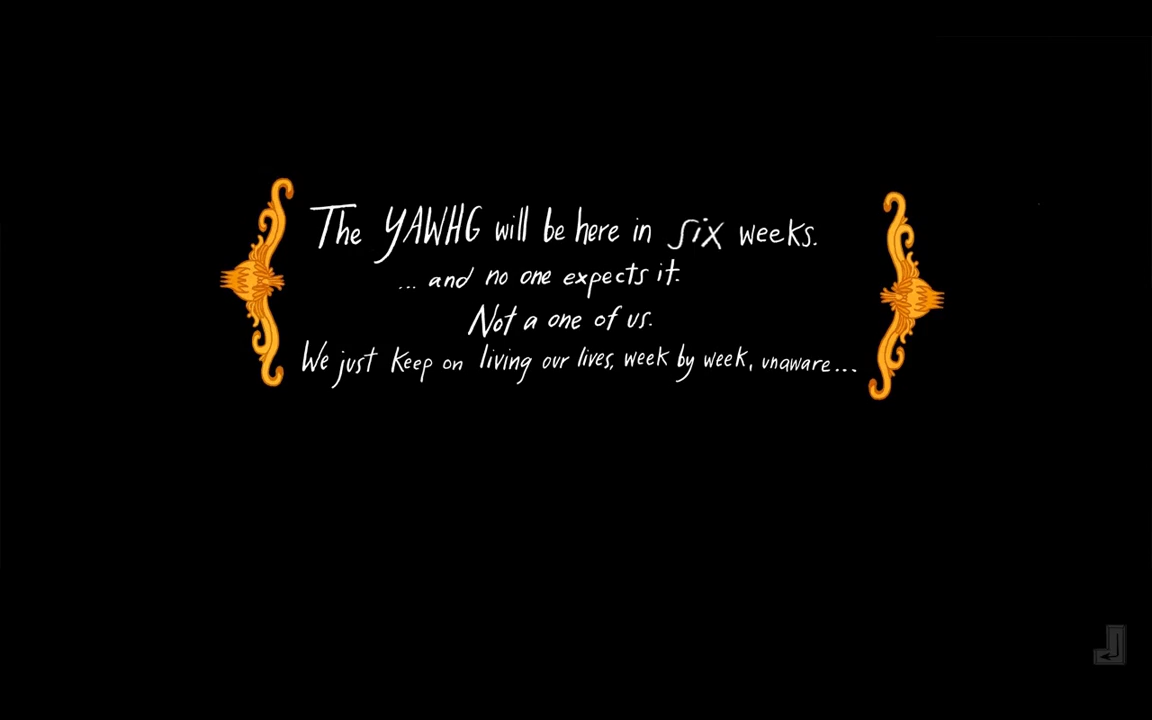 The YAWHG will be here in six weeks.
... and no one expects it.
Not a one of us.
We just keep on living our lives, week by week, unaware...